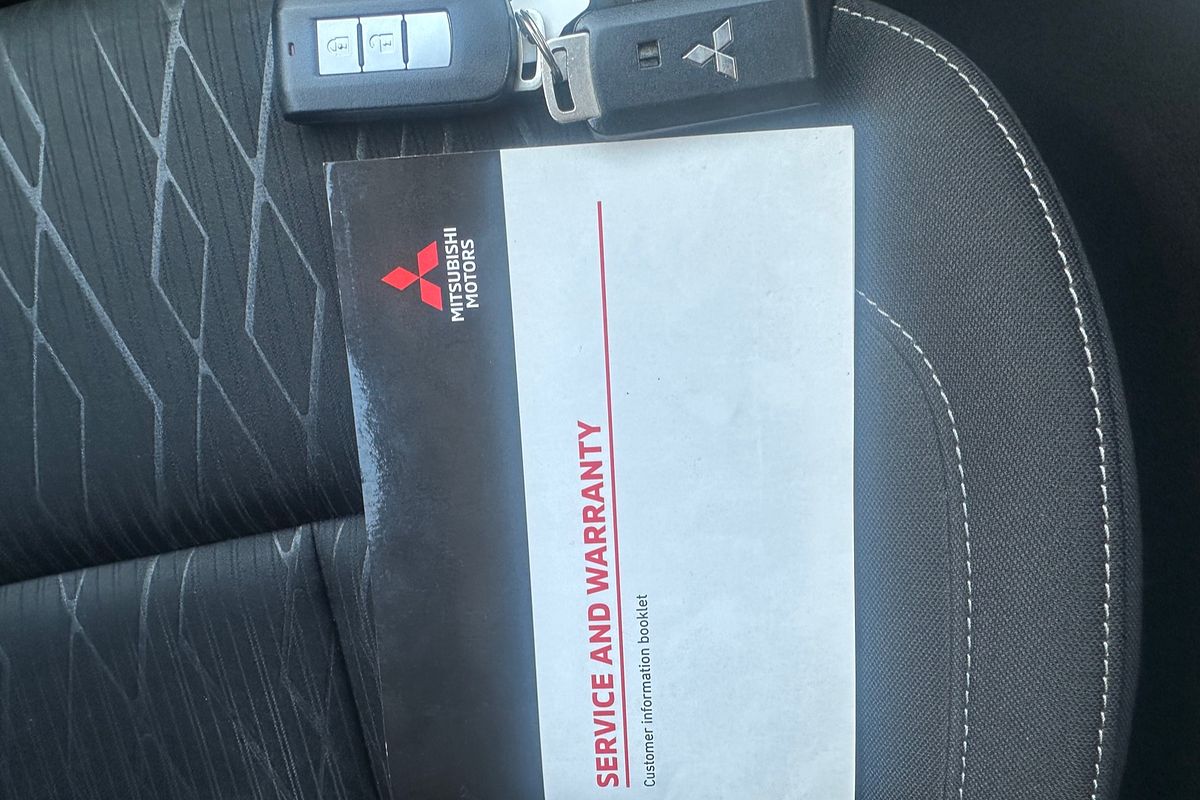 MITSUBISHI
MOTORS
SERVICE AND WARRANTY
Customer information booklet